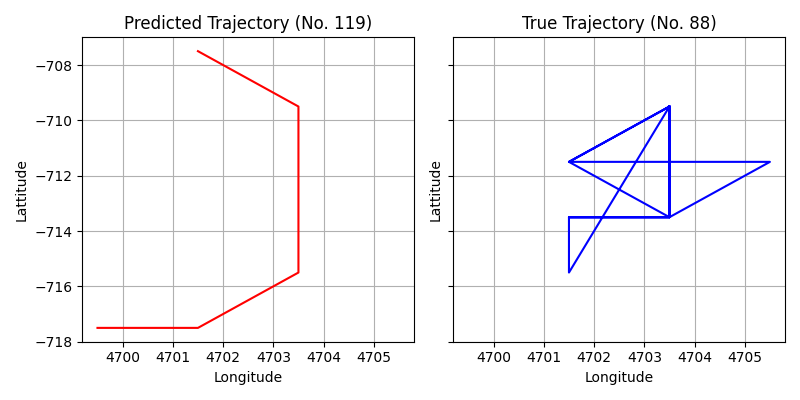 Predicted Trajectory (No. 119)
True Trajectory (No. 88)
−708
−710
−712
−714
−716
−718
Lattitude
Lattitude
4700 4701 4702 4703 4704 4705
4700 4701 4702 4703 4704 4705
Longitude
Longitude